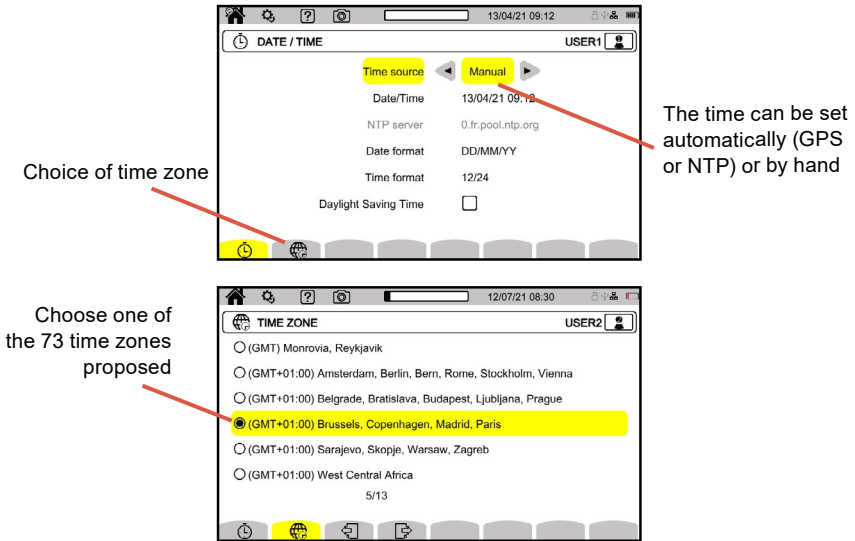 13/04/21 09:12
DATE / TIME USER1
Time source Manual
Date/Time 13/04/21 09:12
NTP server 0.fr.pool.ntp.org
Date format DD/MM/YY
Time format 12/24
Daylight Saving Time
The time can be set
automatically (GPS
or NTP) or by hand
Choice of time zone
12/07/21 08:30
TIME ZONE USER2
(GMT) Monrovia, Reykjavik
(GMT+01:00) Amsterdam, Berlin, Bern, Rome, Stockholm, Vienna
(GMT+01:00) Belgrade, Bratislava, Budapest, Ljubljana, Prague
(GMT+01:00) Brussels, Copenhagen, Madrid, Paris
(GMT+01:00) Sarajevo, Skopje, Warsaw, Zagreb
(GMT+01:00) West Central Africa
5/13
Choose one of
the 73 time zones
proposed